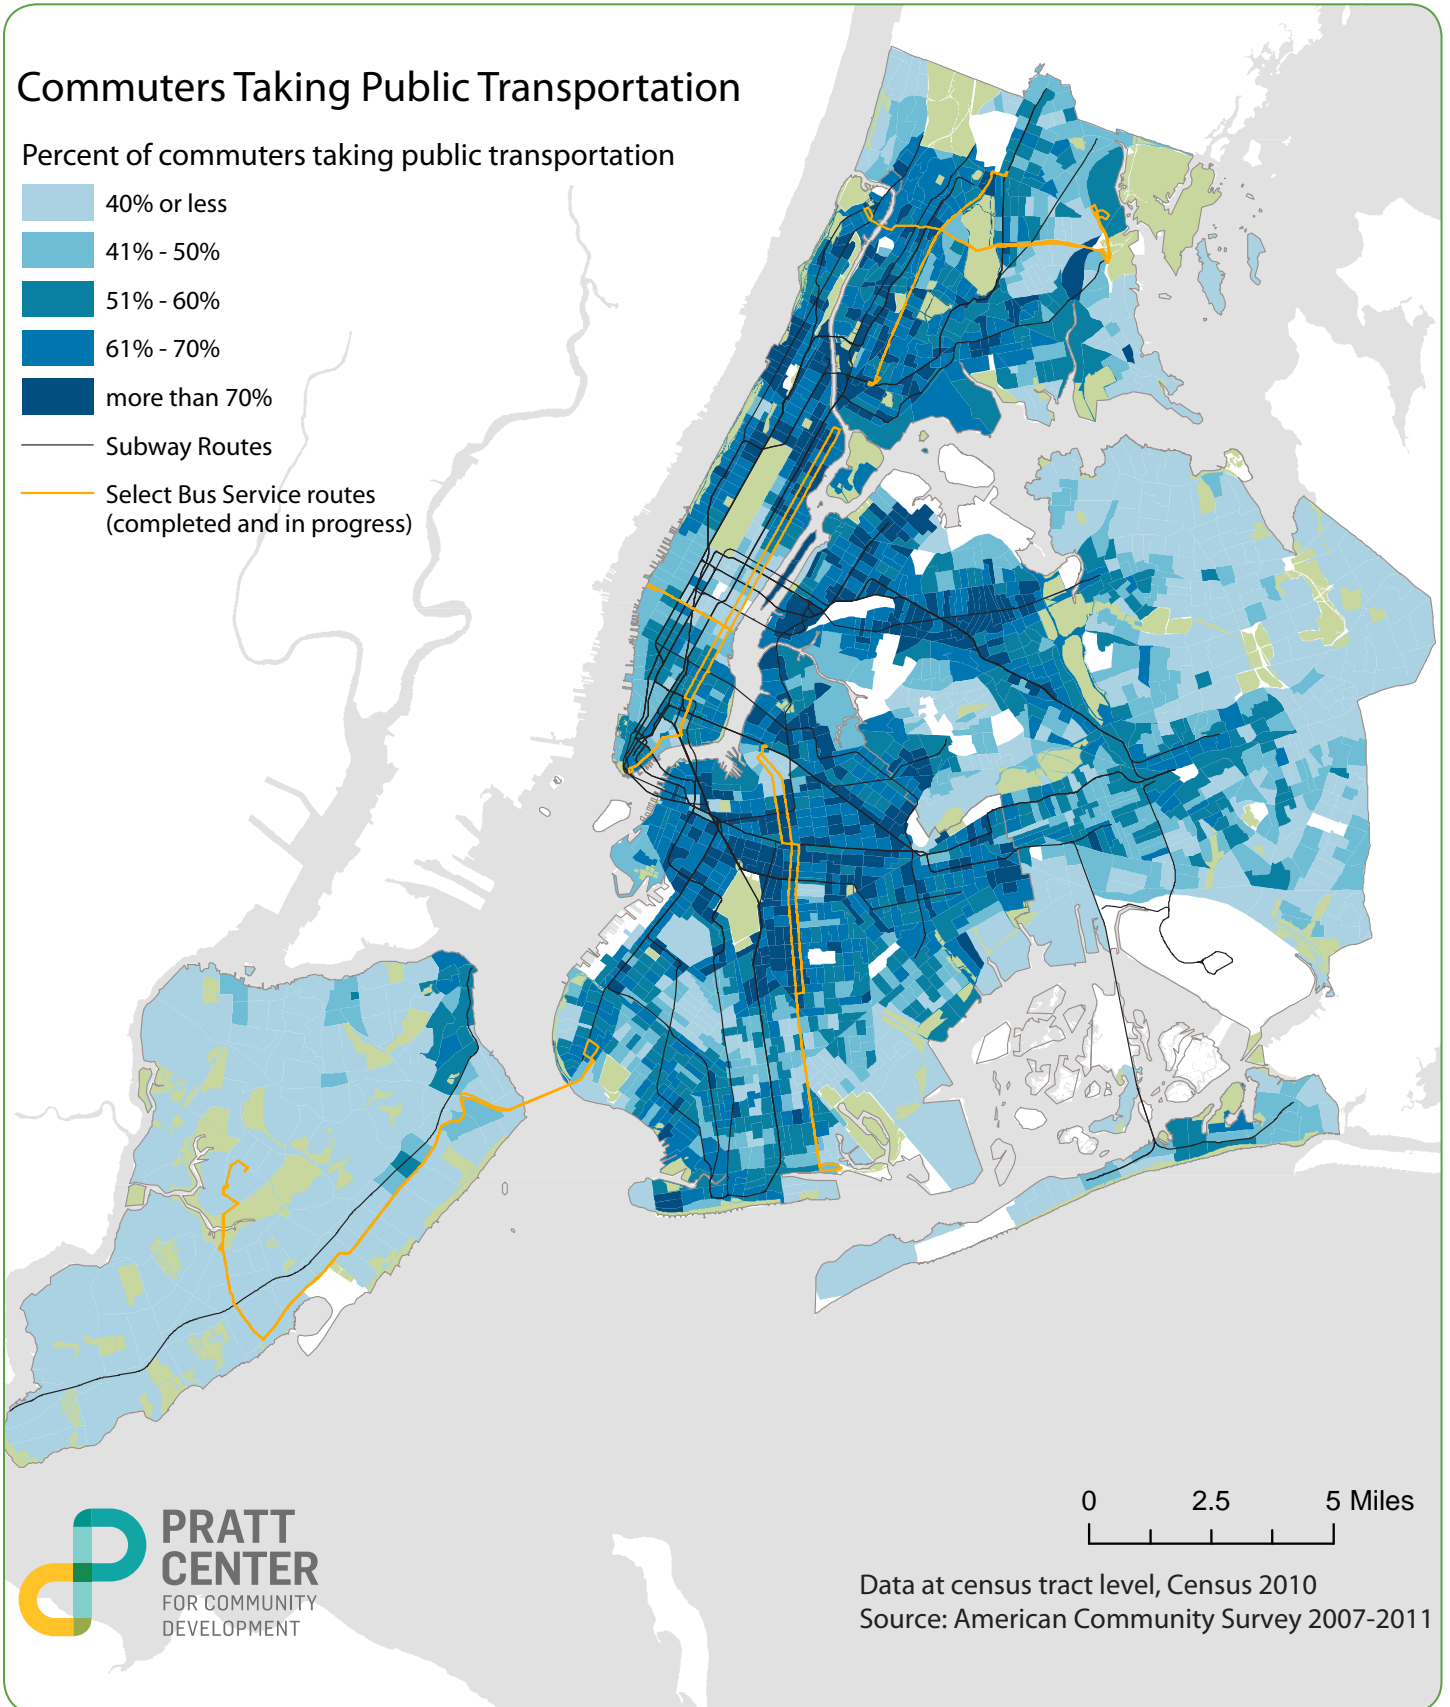 Commuters Taking Public Transportation
Percent of commuters taking public transportation
40% or less
41% - 50%
51% - 60%
61% - 70%
more than 70%
Subway Routes
Select Bus Service routes
(completed and in progress)
0 2.5 5 Miles
Data at census tract level, Census 2010
Source: American Community Survey 2007-2011
PRATT
CENTER
FOR COMMUNITY
DEVELOPMENT